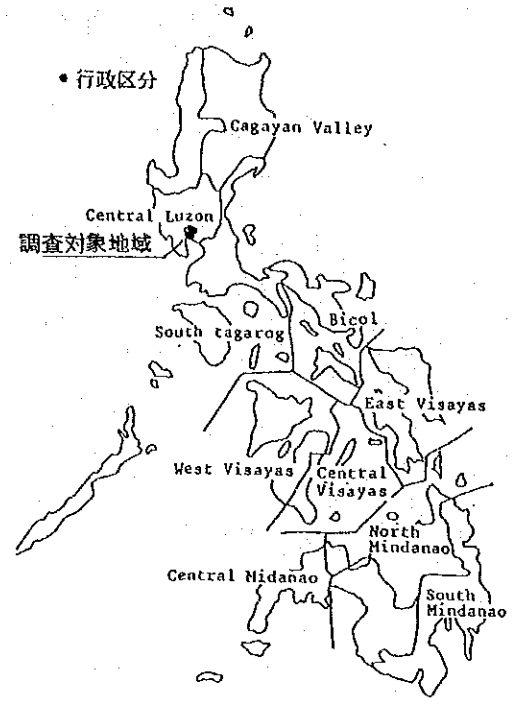 • 行政区分
Cagayan Valley
Central Luzon
調査対象地域
South tagarog
Bicol
East Visayas
West Visayas
Central
Visayas
North
Mindanao
Central Midanao
South
Mindanao